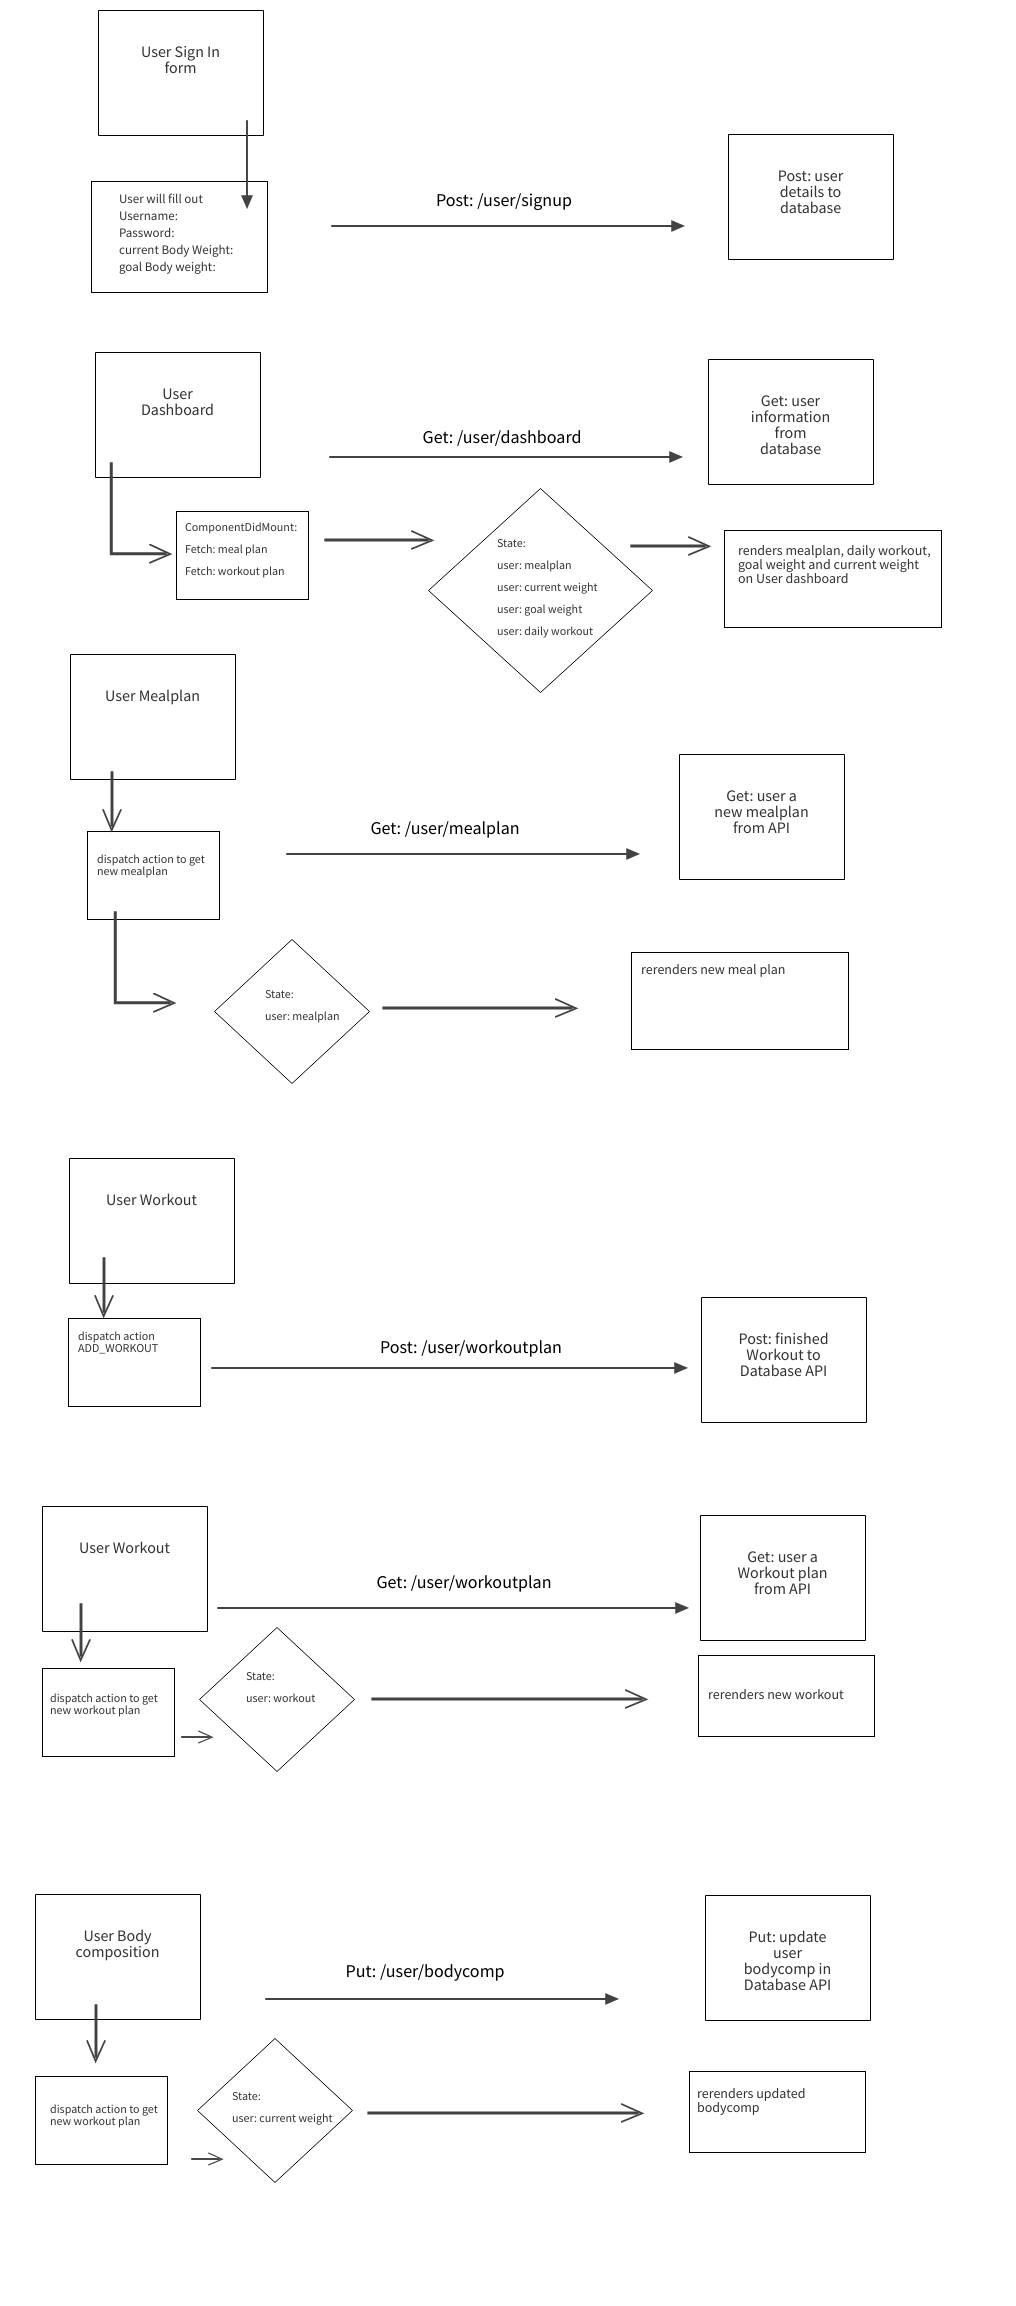 User Sign In
form
User will fill out
Username:
Password:
current Body Weight:
goal Body weight:
Post: /user/signup
Post: user
details to
database
User
Dashboard
Get: /user/dashboard
Get: user
information
from
database
ComponentDidMount:
Fetch: meal plan
Fetch: workout plan
State:
user: mealplan
user: current weight
user: goal weight
user: daily workout
renders mealplan, daily workout,
goal weight and current weight
on User dashboard
User Mealplan
dispatch action to get
new mealplan
Get: /user/mealplan
Get: user a
new mealplan
from API
State:
user: mealplan
rerenders new meal plan
User Workout
dispatch action
ADD_WORKOUT
Post: /user/workoutplan
Post: finished
Workout to
Database API
User Workout
Get: /user/workoutplan
Get: user a
Workout plan
from API
dispatch action to get
new workout plan
State:
user: workout
rerenders new workout
User Body
composition
Put: /user/bodycomp
Put: update
user
bodycomp in
Database API
dispatch action to get
new workout plan
State:
user: current weight
rerenders updated
bodycomp